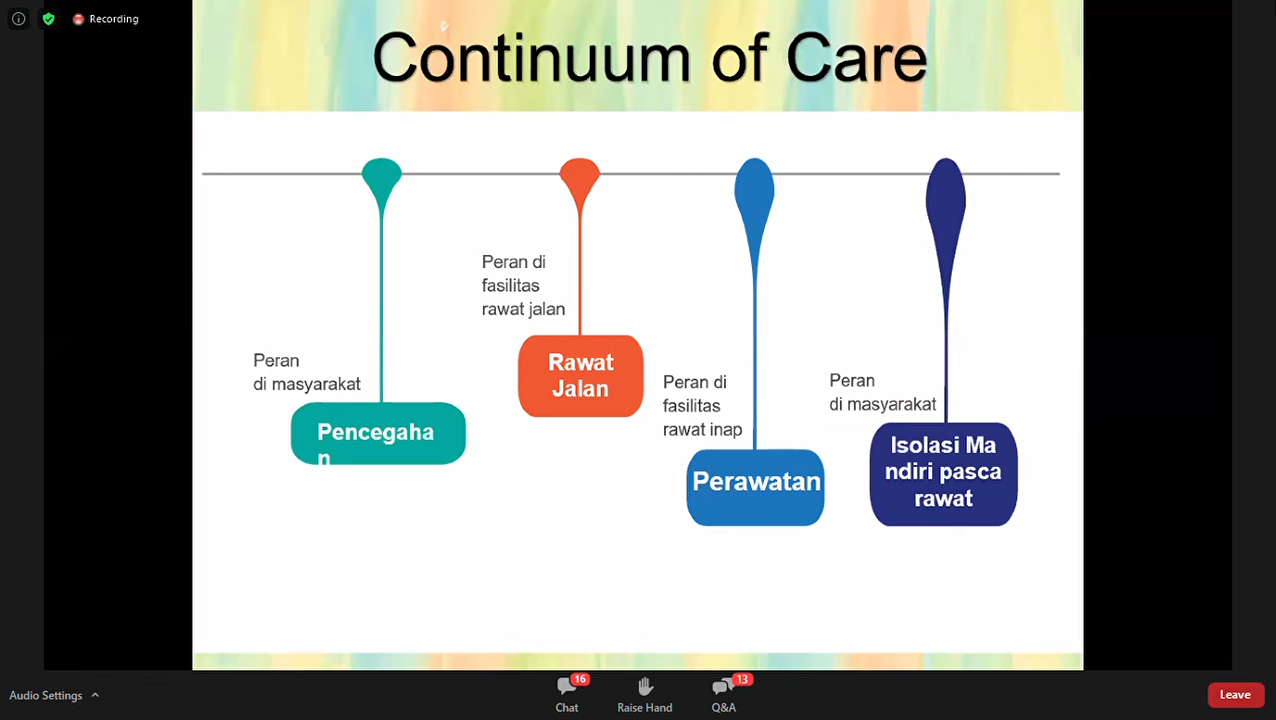 Recording
Continuum of Care
Peran di
fasilitas
rawat jalan
Rawat
Jalan
Peran
di masyarakat
Pencegaha
n
Peran di
fasilitas
rawat inap
Perawatan
Peran
di masyarakat
Isolasi Ma
ndiri pasca
rawat
Audio Settings
16
Chat
Raise Hand
13
Q&A
Leave